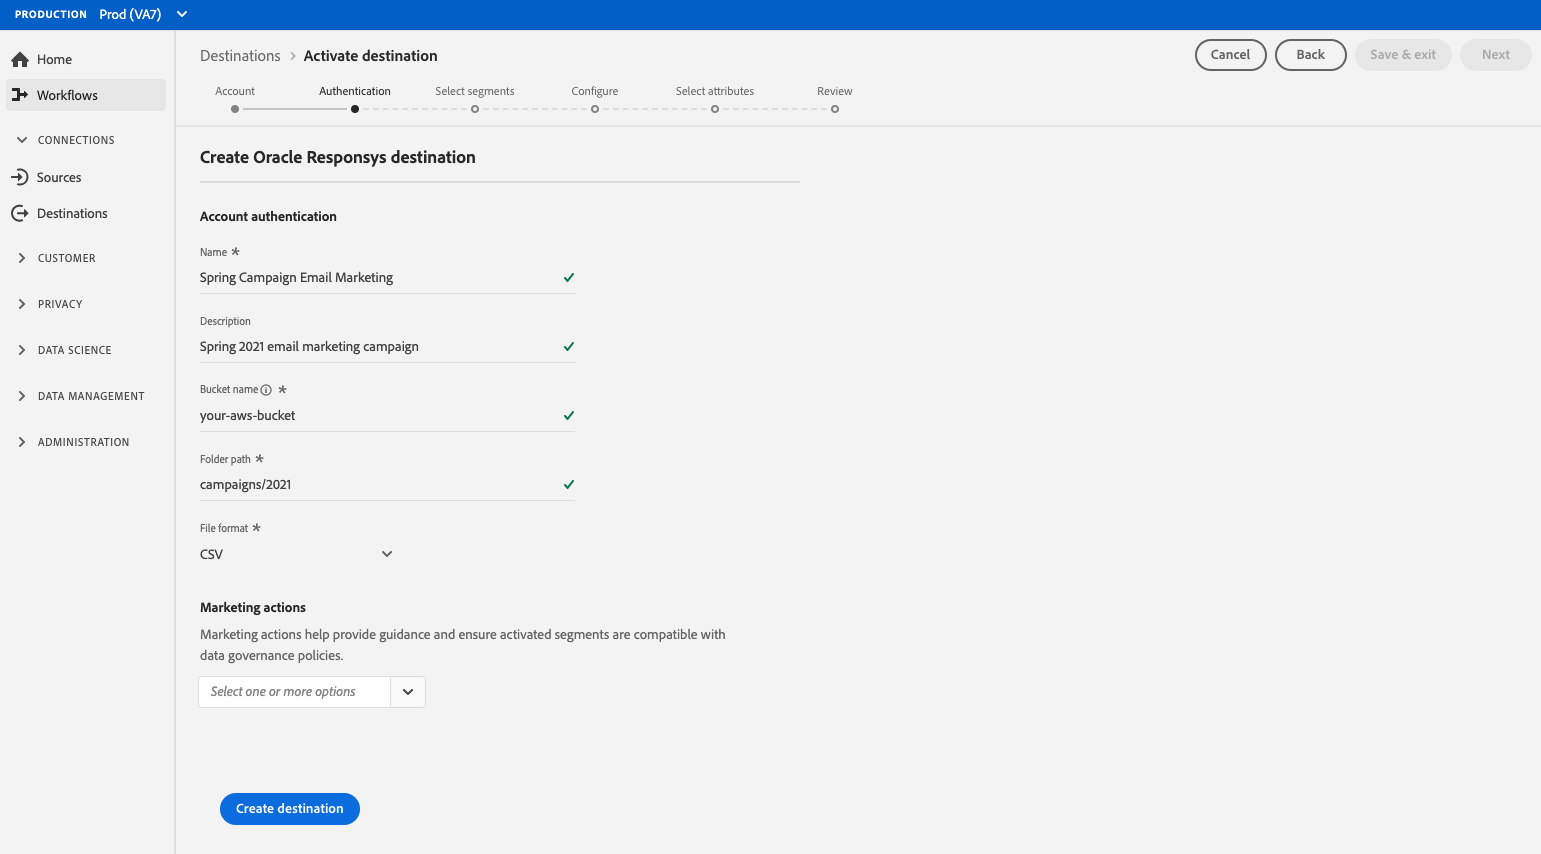 PRODUCTION Prod (VA7)
Home
Workflows
CONNECTIONS
Sources
Destinations
CUSTOMER
PRIVACY
DATA SCIENCE
DATA MANAGEMENT
ADMINISTRATION
Destinations > Activate destination
Cancel Back Save & exit Next
Account Authentication Select segments Configure Select attributes Review
Create Oracle Responsys destination
Account authentication
Name *
Spring Campaign Email Marketing
Description
Spring 2021 email marketing campaign
Bucket name *
your-aws-bucket
Folder path *
campaigns/2021
File format *
CSV
Marketing actions
Marketing actions help provide guidance and ensure activated segments are compatible with
data governance policies.
Select one or more options
Create destination